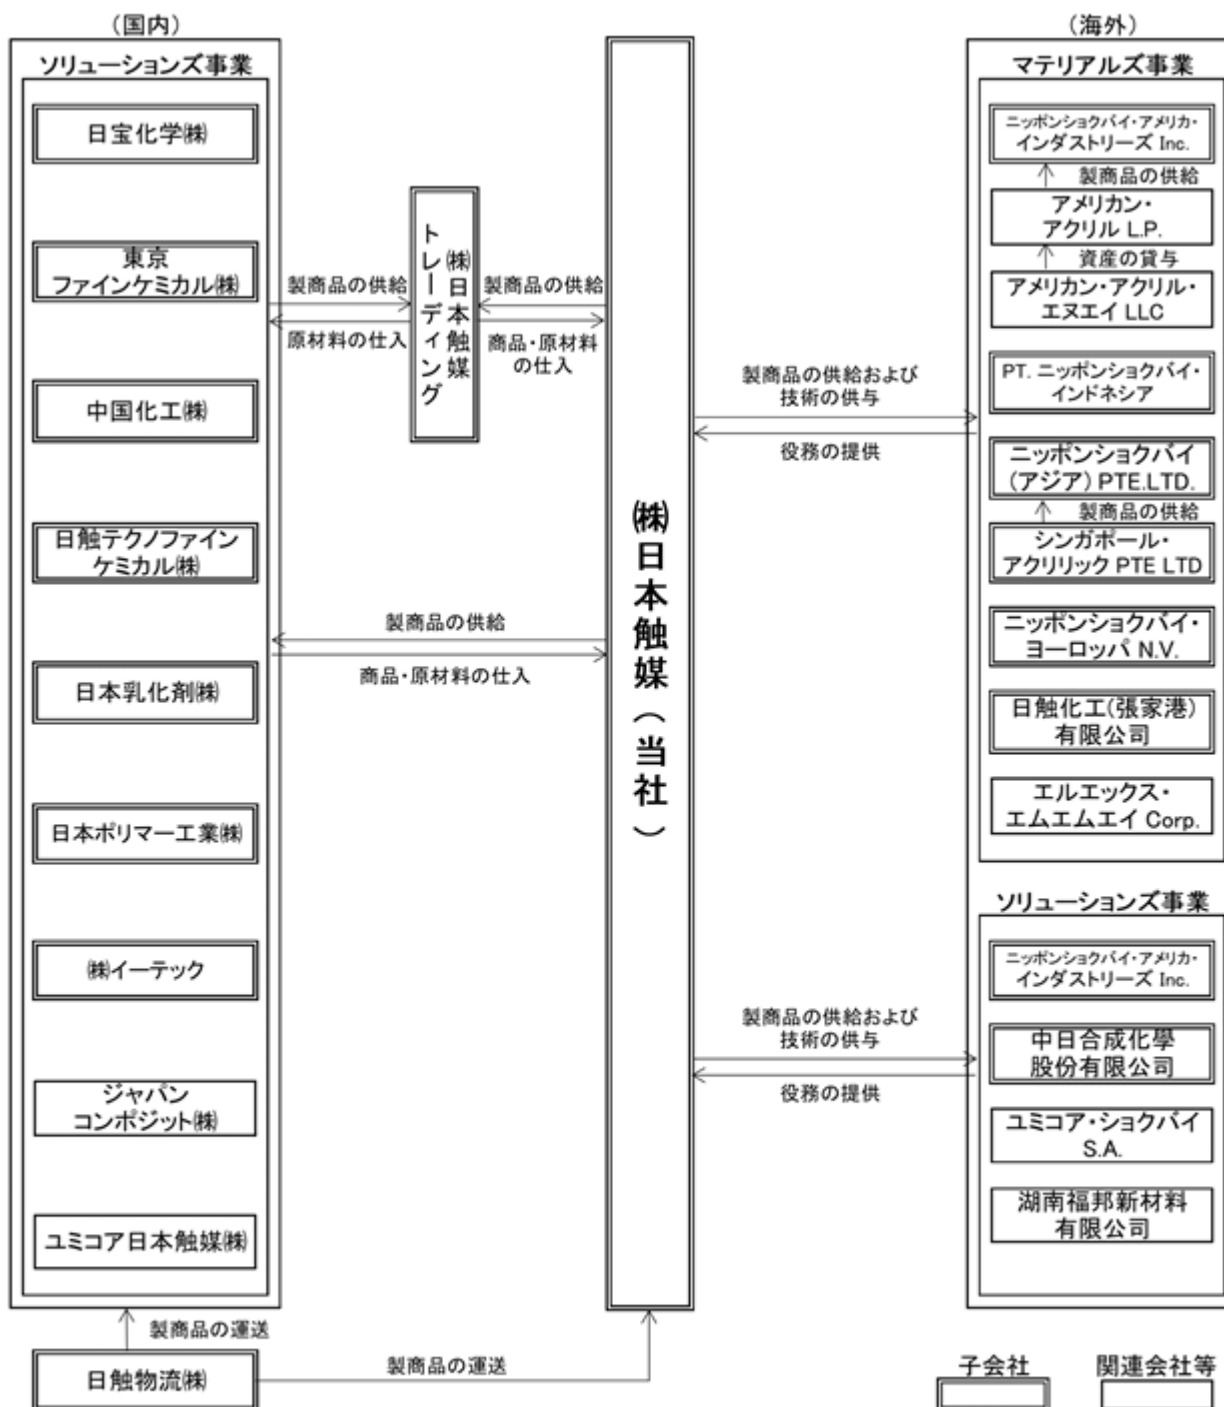 (国内)
ソリューションズ事業
日宝化学㈱
東京
ファインケミカル㈱
中国化工㈱
日触テクノファイン
ケミカル㈱
日本乳化剤㈱
日本ポリマー工業㈱
㈱イーテック
ジャパン
コンポジット㈱
ユミコア日本触媒㈱
製商品の運送
日触物流㈱
製商品の運送
製商品の供給
原材料の仕入
㈱日本触媒
トレーディング
製商品の供給
商品・原材料
の仕入
製商品の供給
商品・原材料の仕入
㈱日本触媒(当社)
製商品の供給および
技術の供与
役務の提供
製商品の供給および
技術の供与
役務の提供
(海外)
マテリアルズ事業
ニッポンショクバイ・アメリカ・
インダストリーズ Inc.
製商品の供給
アメリカン・
アクリル L.P.
資産の貸与
アメリカン・アクリル・
エヌエイ LLC
PT. ニッポンショクバイ・
インドネシア
ニッポンショクバイ
(アジア) PTE.LTD.
製商品の供給
シンガポール・
アクリリック PTE LTD
ニッポンショクバイ・
ヨーロッパ N.V.
日触化工(張家港)
有限公司
エルエックス・
エムエムエイ Corp.
ソリューションズ事業
ニッポンショクバイ・アメリカ・
インダストリーズ Inc.
中日合成化學
股份有限公司
ユミコア・ショクバイ
S.A.
湖南福邦新材料
有限公司
子会社
関連会社等